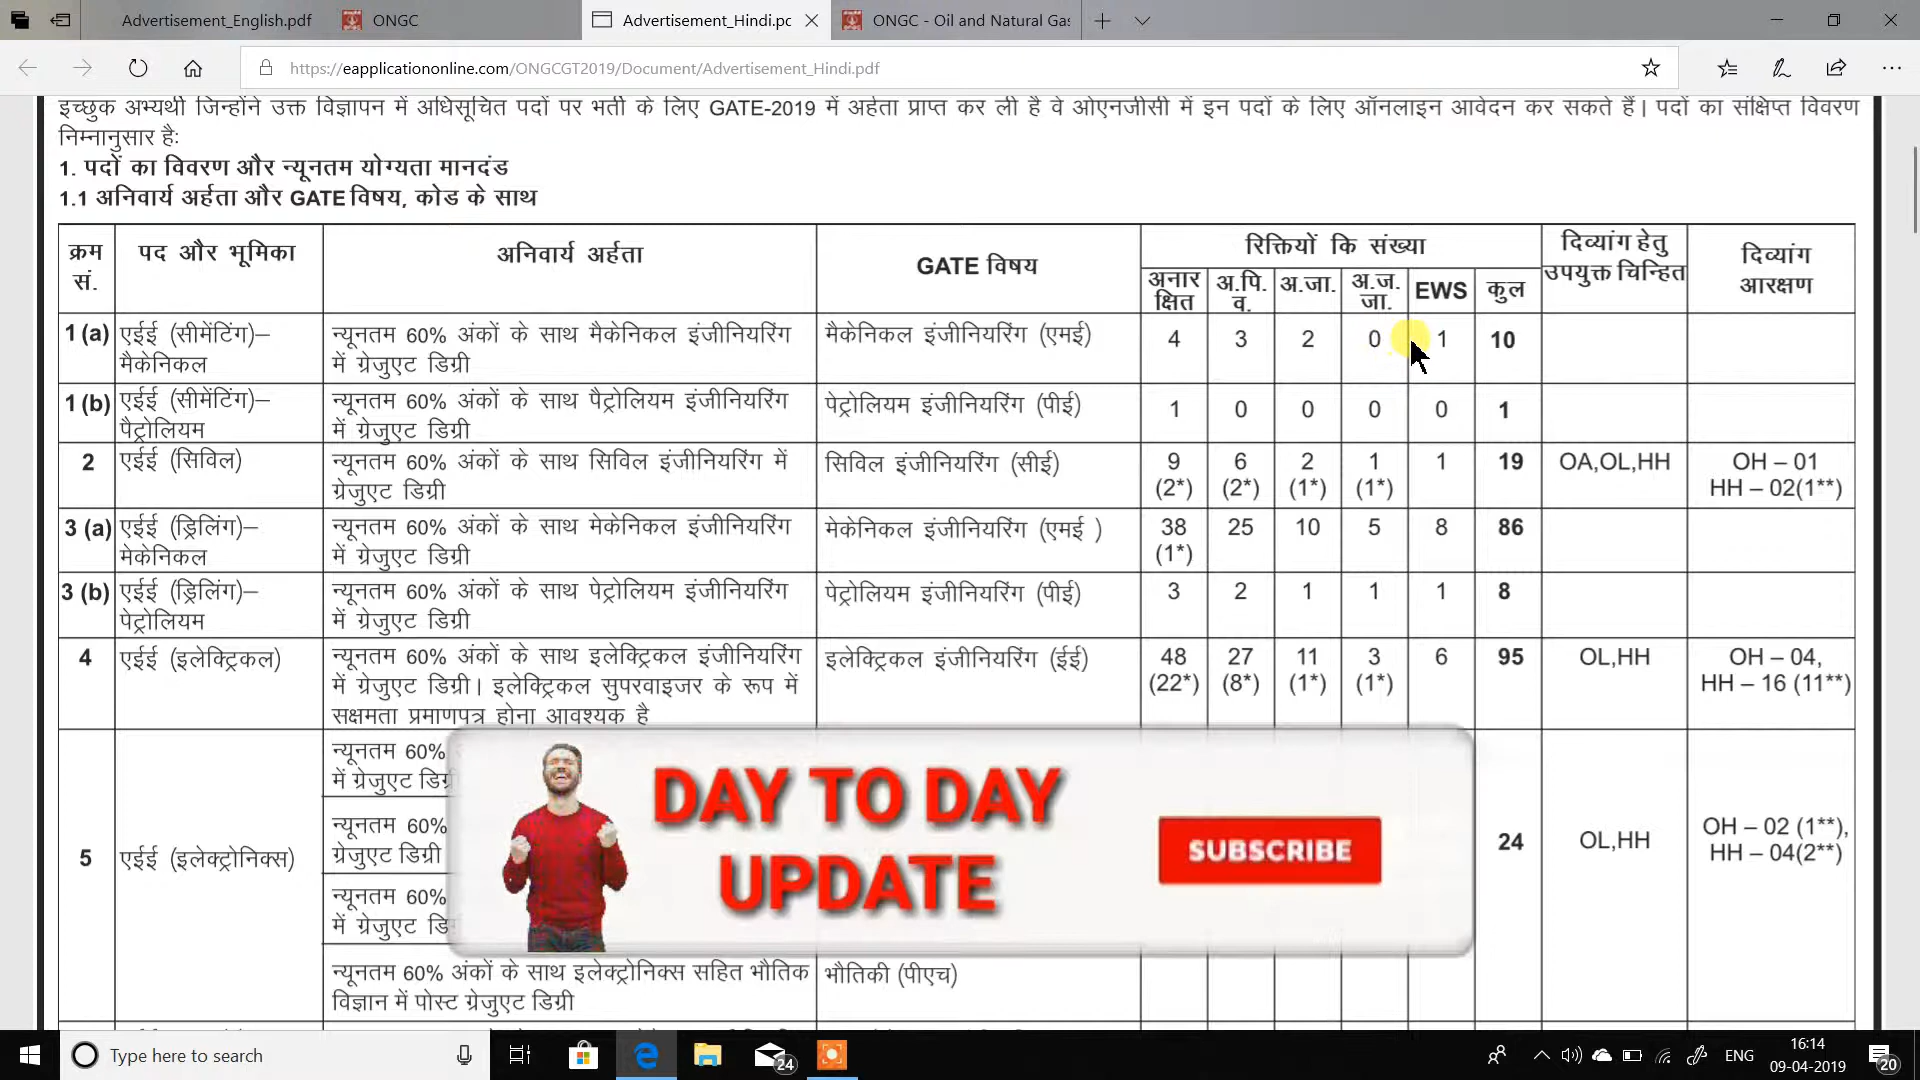 Advertisement_English.pdf
ONGC
Advertisement_Hindi.pc
ONGC - Oil and Natural Gas
https://eapplicationonline.com/ONGCGT2019/Document/Advertisement_Hindi.pdf
इच्छुक अभ्यथी जिन्होंने उक्त विज्ञापन में अधिसूचित पदों पर भर्ती के लिए GATE-2019 में अर्हता प्राप्त कर ली है वे ओएनजीसी में इन पदों के लिए ऑनलाइन आवेदन कर सकते हैं। पदों का संक्षिप्त विवरण
निम्नानुसार हैः
1. पदों का विवरण और न्यूनतम योग्यता मानदंड
1.1 अनिवार्य अर्हता और GATE विषय, कोड के साथ
क्रम सं.
पद और भूमिका
अनिवार्य अर्हता
GATE विषय
रिक्तियों कि संख्या
दिव्यांग हेतु उपयुक्त चिन्हित
दिव्यांग आरक्षण
अनारक्षित अ.पि.व. अ.जा. अ.ज.जा. EWS कुल
1 (a) एईई (सीमेंटिंग)– न्यूनतम 60% अंकों के साथ मैकेनिकल इंजीनियरिंग मैकेनिकल इंजीनियरिंग (एमई) 4 3 2 0 1 10
मैकेनिकल में ग्रेजुएट डिग्री
1 (b) एईई (सीमेंटिंग)– न्यूनतम 60% अंकों के साथ पैट्रोलियम इंजीनियरिंग पेट्रोलियम इंजीनियरिंग (पीई) 1 0 0 0 0 1
पैट्रोलियम में ग्रेजुएट डिग्री
2 एईई (सिविल) न्यूनतम 60% अंकों के साथ सिविल इंजीनियरिंग में सिविल इंजीनियरिंग (सीई) 9 6 2 1 1 19 OA,OL,HH OH – 01
ग्रेजुएट डिग्री (2*) (2*) (1*) (1*) HH – 02(1**)
3 (a) एईई (ड्रिलिंग)– न्यूनतम 60% अंकों के साथ मेकेनिकल इंजीनियरिंग मेकेनिकल इंजीनियरिंग (एमई ) 38 25 10 5 8 86
मेकेनिकल में ग्रेजुएट डिग्री (1*)
3 (b) एईई (ड्रिलिंग)– न्यूनतम 60% अंकों के साथ पेट्रोलियम इंजीनियरिंग पेट्रोलियम इंजीनियरिंग (पीई) 3 2 1 1 1 8
पेट्रोलियम में ग्रेजुएट डिग्री
4 एईई (इलेक्ट्रिकल) न्यूनतम 60% अंकों के साथ इलेक्ट्रिकल इंजीनियरिंग इलेक्ट्रिकल इंजीनियरिंग (ईई) 48 27 11 3 6 95 OL,HH OH – 04,
में ग्रेजुएट डिग्री। इलेक्ट्रिकल सुपरवाइजर के रूप में (22*) (8*) (1*) (1*) HH – 16 (11**)
सक्षमता प्रमाणपत्र होना आवश्यक है
न्यूनतम 60%
में ग्रेजुएट डिग्री
न्यूनतम 60%
ग्रेजुएट डिग्री
5 एईई (इलेक्ट्रोनिक्स) 24 OL,HH OH – 02 (1**),
HH – 04(2**)
न्यूनतम 60%
में ग्रेजुएट
न्यूनतम 60% अंकों के साथ इलेक्ट्रोनिक्स सहित भौतिक भौतिकी (पीएच)
विज्ञान में पोस्ट ग्रेजुएट डिग्री
DAY TO DAY
UPDATE
SUBSCRIBE
Type here to search
24
ENG
16:14
09-04-2019
20